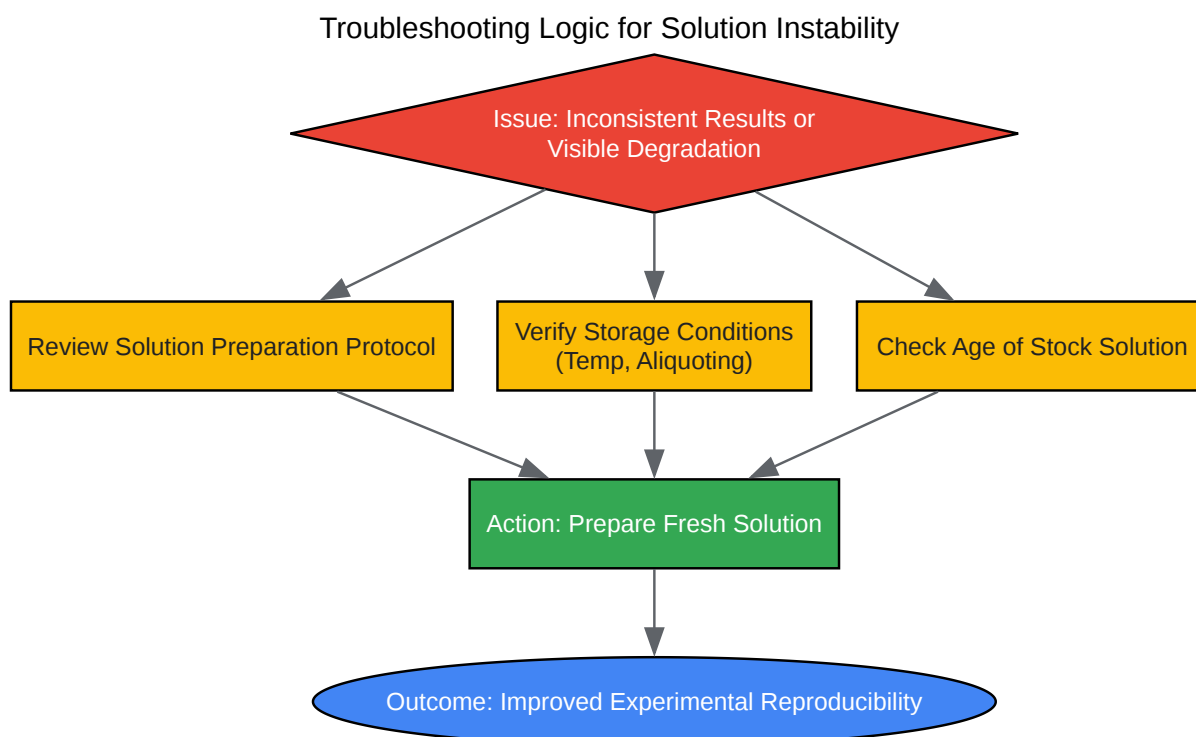 Troubleshooting Logic for Solution Instability
Issue: Inconsistent Results or
Visible Degradation
Review Solution Preparation Protocol
Verify Storage Conditions
(Temp, Aliquoting)
Check Age of Stock Solution
Action: Prepare Fresh Solution
Outcome: Improved Experimental Reproducibility